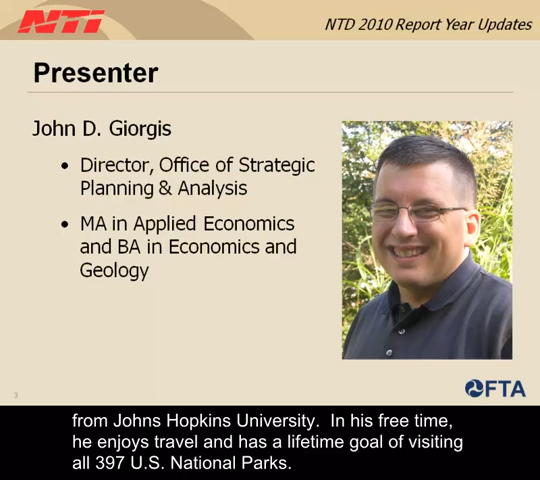 NTI
NTD 2010 Report Year Updates
Presenter
John D. Giorgis
• Director, Office of Strategic
Planning & Analysis
• MA in Applied Economics
and BA in Economics and
Geology
3
FTA
from Johns Hopkins University.  In his free time,
he enjoys travel and has a lifetime goal of visiting
all 397 U.S. National Parks.